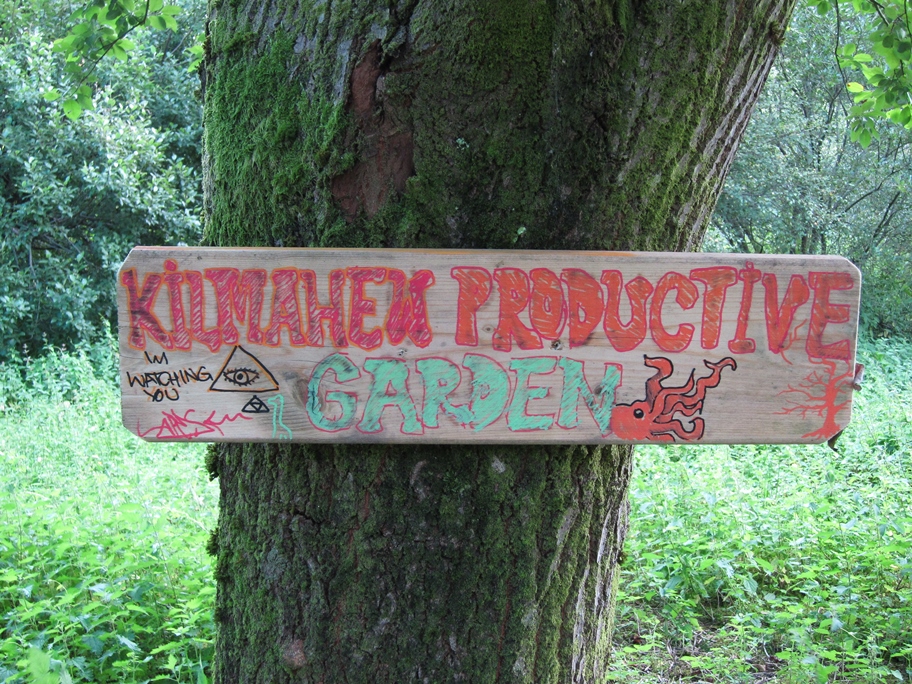 KILMAHEW PRODUCTIVE
GARDEN
IM
WATCHING
YOU